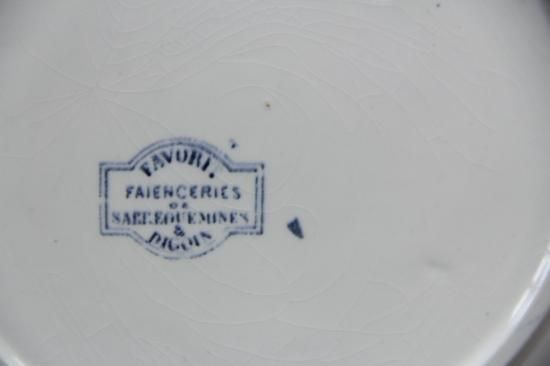 FAVORI.
FAIENCERIES
DE
SARREGUEMINES
&
DIGOIN